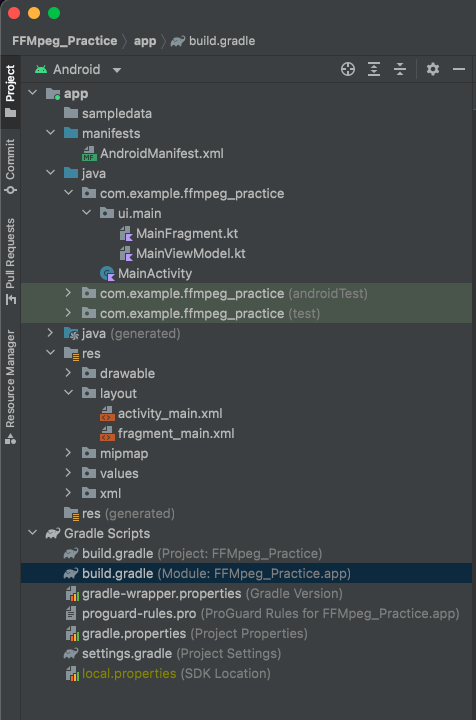 FFMpeg_Practice app build.gradle
Project
Commit
Pull Requests
Resource Manager
Android
app
sampledata
manifests
AndroidManifest.xml
java
com.example.ffmpeg_practice
ui.main
MainFragment.kt
MainViewModel.kt
MainActivity
com.example.ffmpeg_practice (androidTest)
com.example.ffmpeg_practice (test)
java (generated)
res
drawable
layout
activity_main.xml
fragment_main.xml
mipmap
values
xml
res (generated)
Gradle Scripts
build.gradle (Project: FFMpeg_Practice)
build.gradle (Module: FFMpeg_Practice.app)
gradle-wrapper.properties (Gradle Version)
proguard-rules.pro (ProGuard Rules for FFMpeg_Practice.app)
gradle.properties (Project Properties)
settings.gradle (Project Settings)
local.properties (SDK Location)